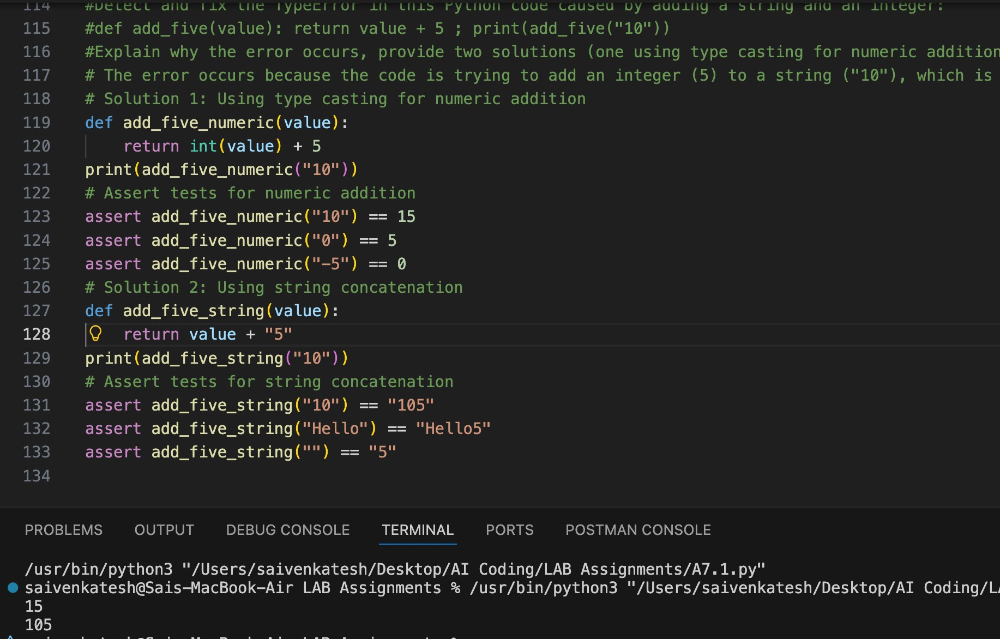 114 #Detect and fix the TypeError in this Python code caused by adding a string and an integer:
115 #def add_five(value): return value + 5 ; print(add_five("10"))
116 #Explain why the error occurs, provide two solutions (one using type casting for numeric addition
117 # The error occurs because the code is trying to add an integer (5) to a string ("10"), which is
118 # Solution 1: Using type casting for numeric addition
119 def add_five_numeric(value):
120 return int(value) + 5
121 print(add_five_numeric("10"))
122 # Assert tests for numeric addition
123 assert add_five_numeric("10") == 15
124 assert add_five_numeric("0") == 5
125 assert add_five_numeric("-5") == 0
126 # Solution 2: Using string concatenation
127 def add_five_string(value):
128 return value + "5"
129 print(add_five_string("10"))
130 # Assert tests for string concatenation
131 assert add_five_string("10") == "105"
132 assert add_five_string("Hello") == "Hello5"
133 assert add_five_string("") == "5"
134
PROBLEMS OUTPUT DEBUG CONSOLE TERMINAL PORTS POSTMAN CONSOLE
/usr/bin/python3 "/Users/saivenkatesh/Desktop/AI Coding/LAB Assignments/A7.1.py"
saivenkatesh@Sais-MacBook-Air LAB Assignments % /usr/bin/python3 "/Users/saivenkatesh/Desktop/AI Coding/LA
15
105